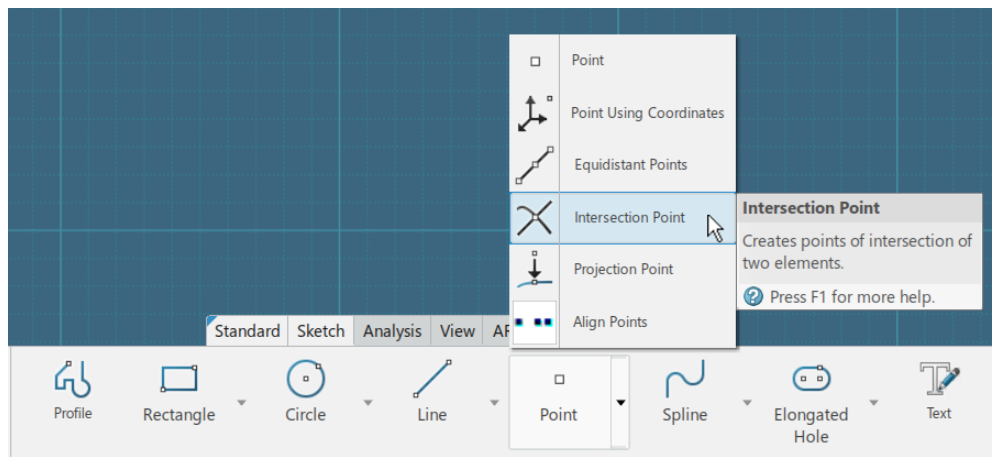 Point
Point Using Coordinates
Equidistant Points
Intersection Point
Projection Point
Align Points
Intersection Point
Creates points of intersection of
two elements.
Press F1 for more help.
Standard
Sketch
Analysis
View
Profile
Rectangle
Circle
Line
Point
Spline
Elongated
Hole
Text